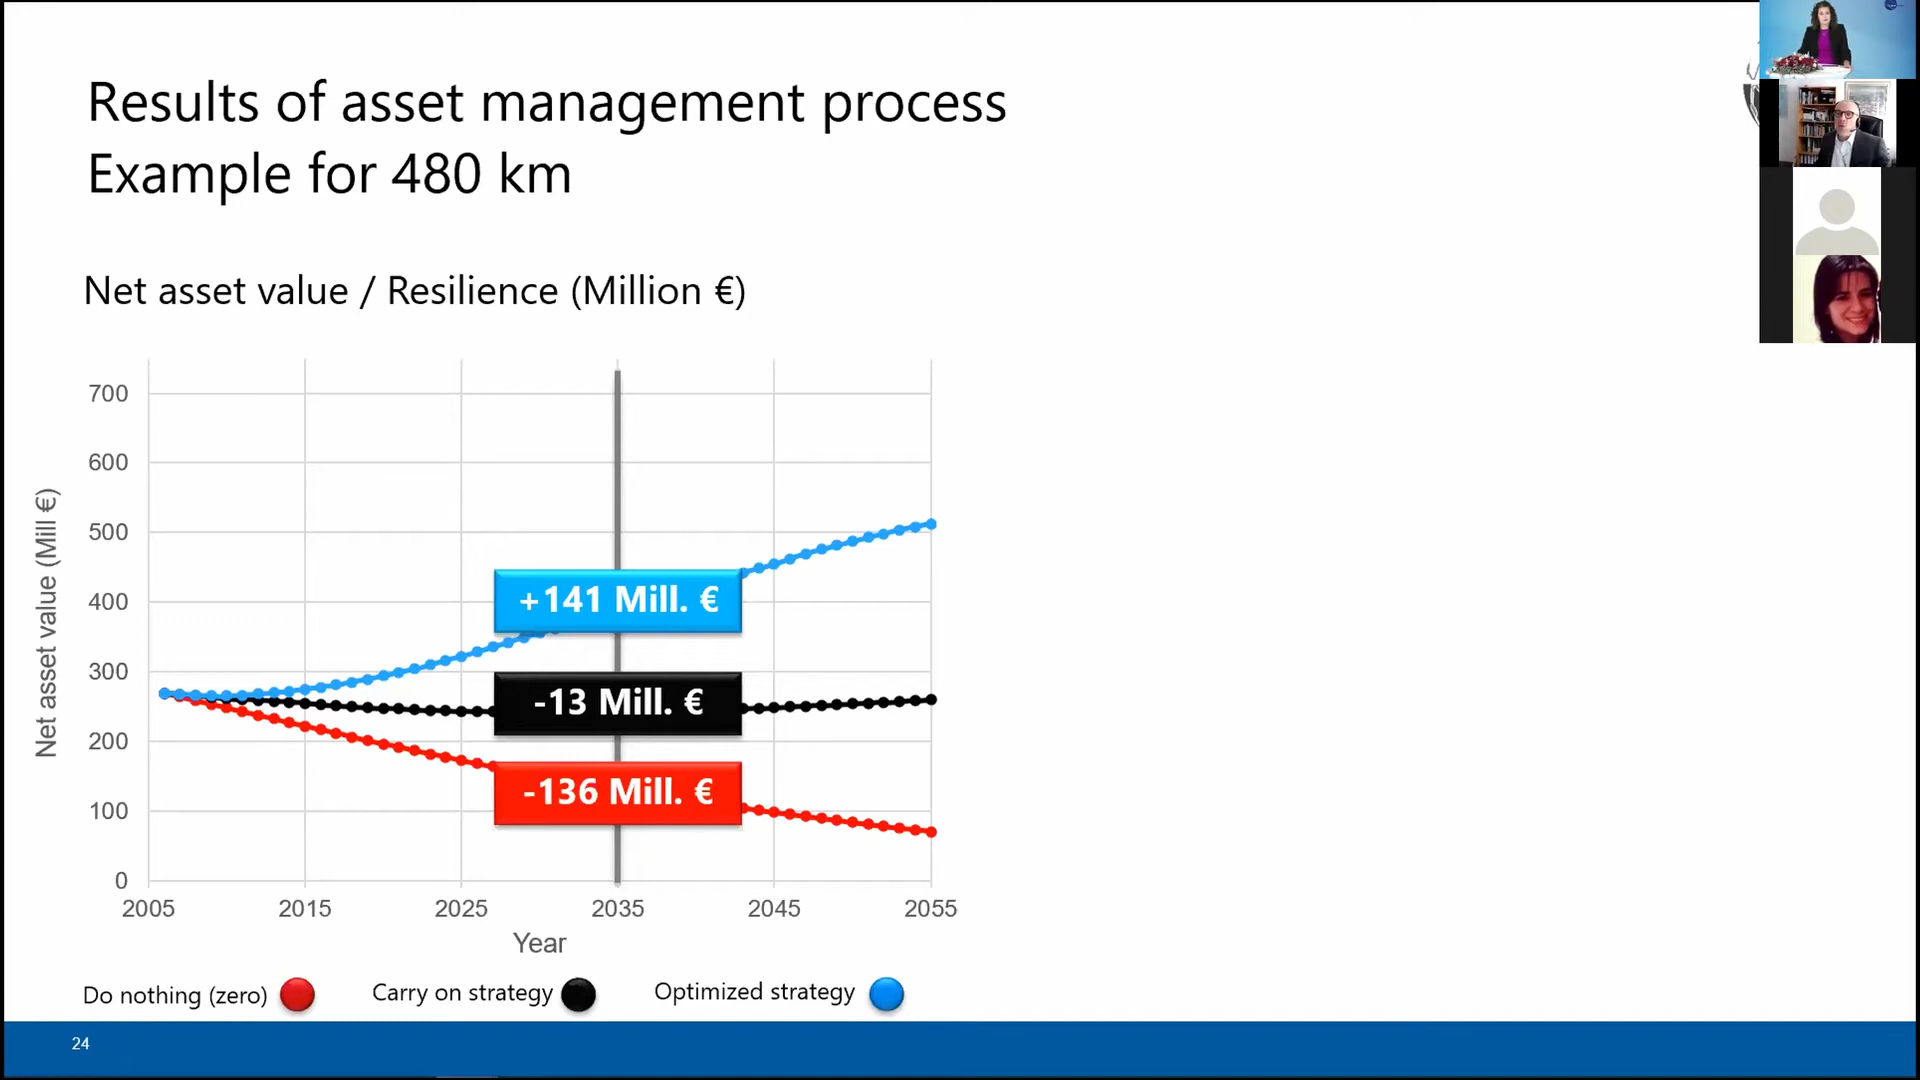 Results of asset management process
Example for 480 km
Net asset value / Resilience (Million €)
Net asset value (Mill €)
700
600
500
400
300
200
100
0
+141 Mill. €
-13 Mill. €
-136 Mill. €
2005 2015 2025 2035 2045 2055
Year
Do nothing (zero) Carry on strategy Optimized strategy
24